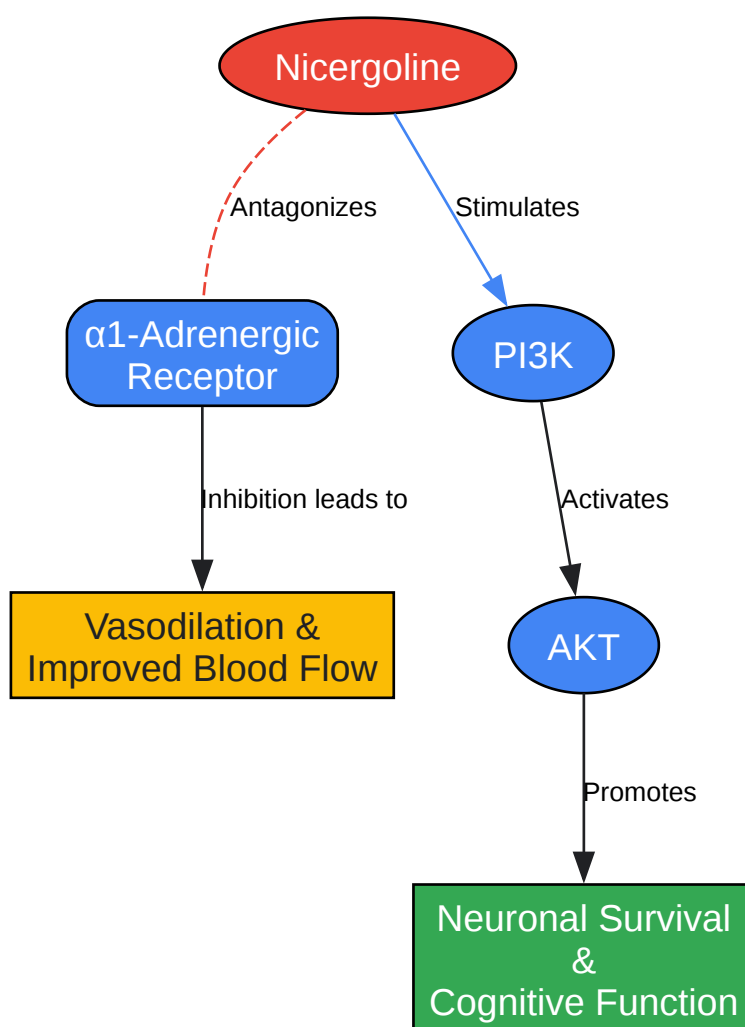 Nicergoline
Antagonizes
Stimulates
α1-Adrenergic
Receptor
PI3K
Inhibition leads to
Activates
Vasodilation &
Improved Blood Flow
AKT
Promotes
Neuronal Survival
&
Cognitive Function